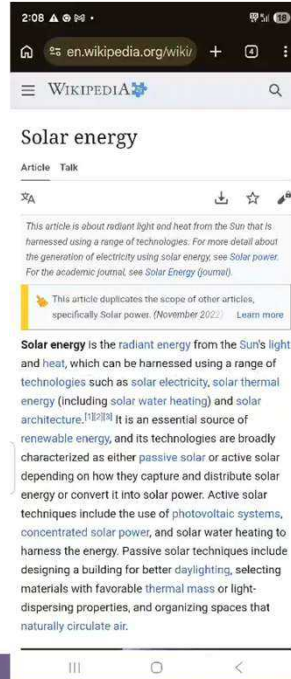 2:08
18
en.wikipedia.org/wiki/
4
WIKIPEDIA
Solar energy
Article Talk
This article is about radiant light and heat from the Sun that is
harnessed using a range of technologies. For more detail about
the generation of electricity using solar energy, see Solar power.
For the academic journal, see Solar Energy (journal).
This article duplicates the scope of other articles,
specifically Solar power. (November 2022) Learn more
Solar energy is the radiant energy from the Sun's light
and heat, which can be harnessed using a range of
technologies such as solar electricity, solar thermal
energy (including solar water heating) and solar
architecture.[1][2][3] It is an essential source of
renewable energy, and its technologies are broadly
characterized as either passive solar or active solar
depending on how they capture and distribute solar
energy or convert it into solar power. Active solar
techniques include the use of photovoltaic systems,
concentrated solar power, and solar water heating to
harness the energy. Passive solar techniques include
designing a building for better daylighting, selecting
materials with favorable thermal mass or light-
dispersing properties, and organizing spaces that
naturally circulate air.